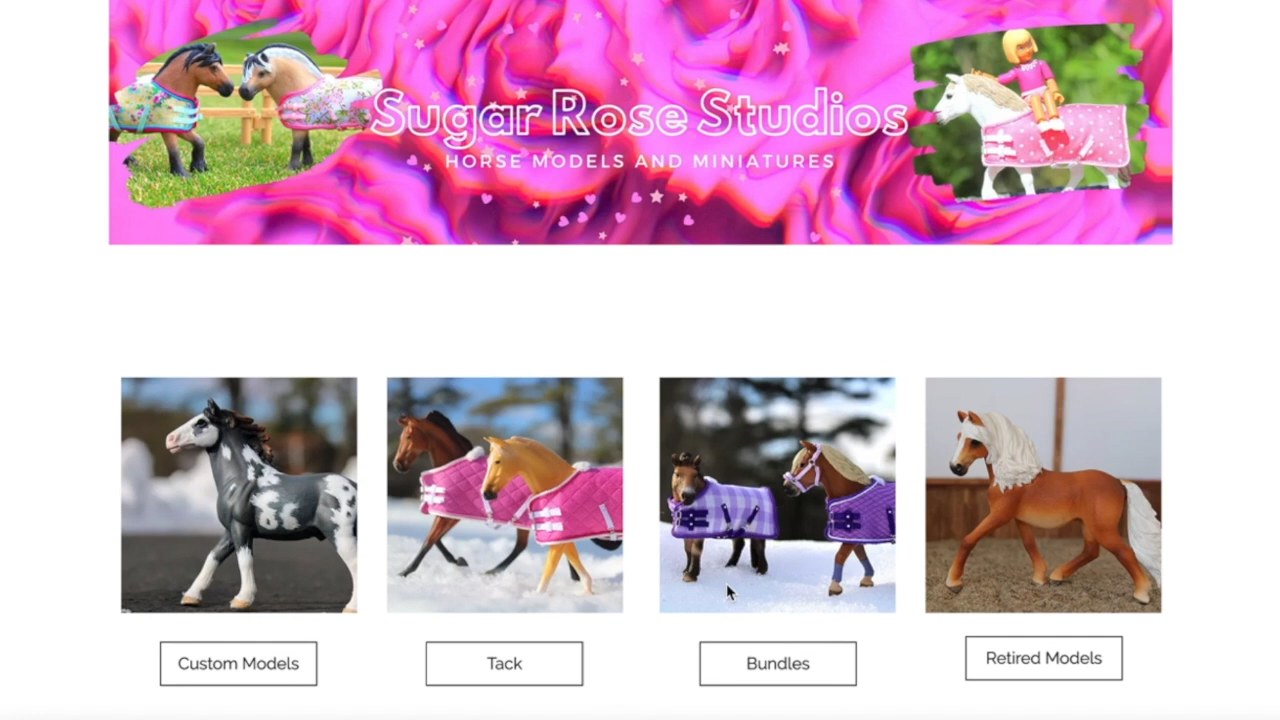 Sugar Rose Studios
HORSE MODELS AND MINIATURES
Custom Models
Tack
Bundles
Retired Models